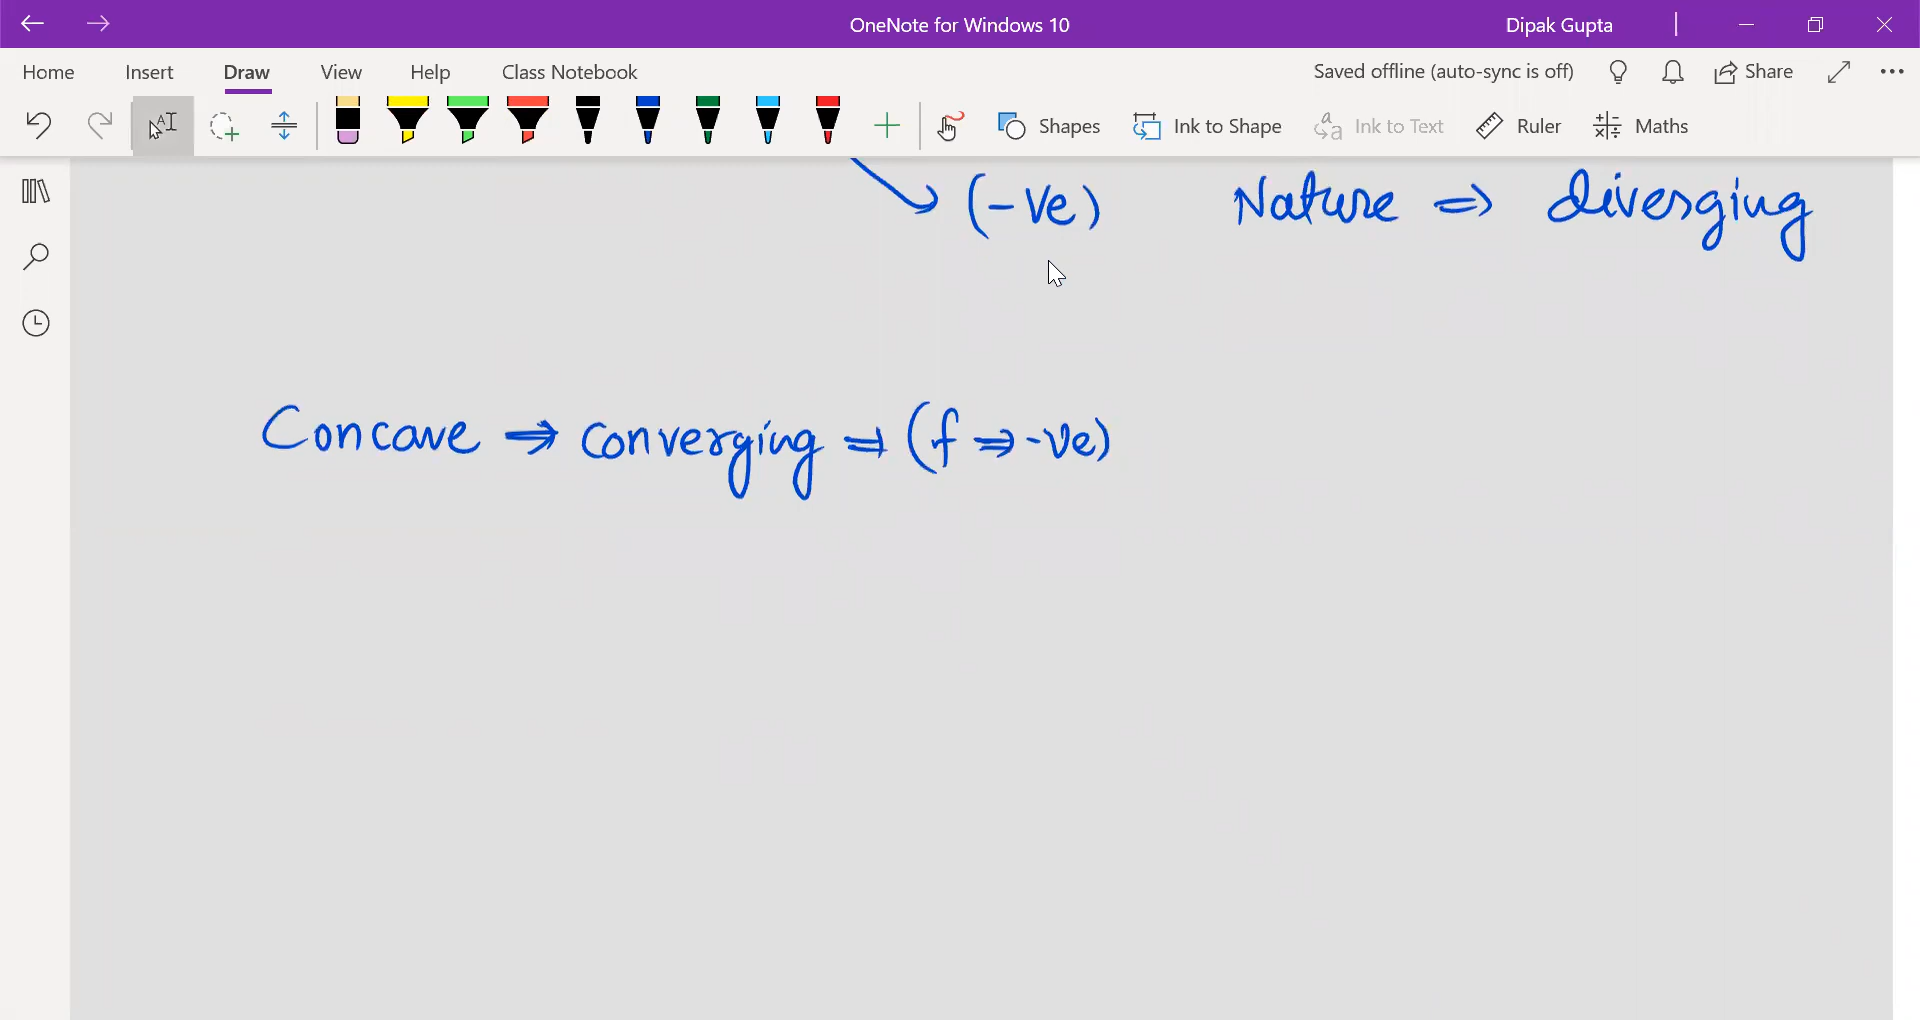 OneNote for Windows 10
Dipak Gupta
Home Insert Draw View Help Class Notebook Saved offline (auto-sync is off) Share
Shapes Ink to Shape Ink to Text Ruler Maths
(-ve) Nature ⇒ diverging
Concave ⇒ converging ⇒ (f ⇒ -ve)